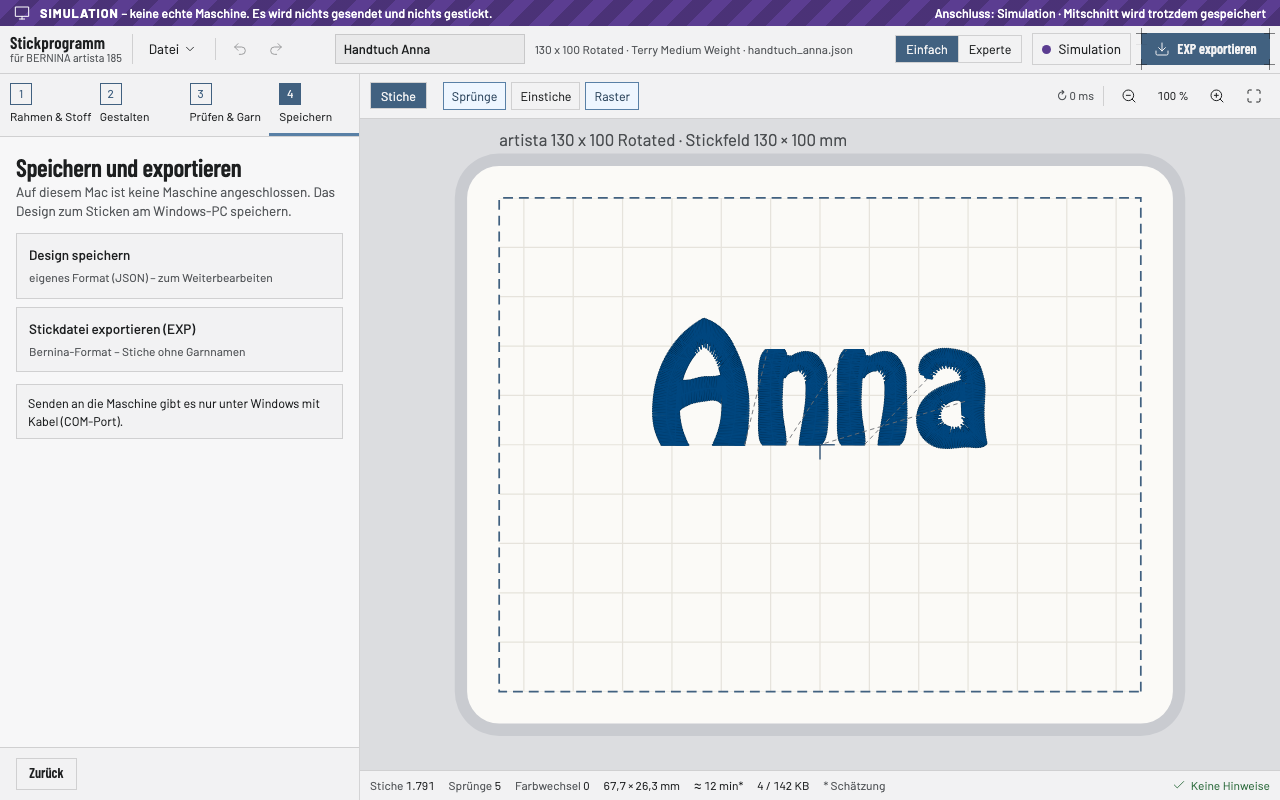 SIMULATION – keine echte Maschine. Es wird nichts gesendet und nichts gestickt.
Anschluss: Simulation · Mitschnitt wird trotzdem gespeichert
Stickprogramm
für BERNINA artista 185
Datei
Handtuch Anna
130 x 100 Rotated · Terry Medium Weight · handtuch_anna.json
Einfach
Experte
Simulation
EXP exportieren
1
Rahmen & Stoff
2
Gestalten
3
Prüfen & Garn
4
Speichern
Stiche
Sprünge
Einstiche
Raster
0 ms
100 %
Speichern und exportieren
Auf diesem Mac ist keine Maschine angeschlossen. Das
Design zum Sticken am Windows-PC speichern.
Design speichern
eigenes Format (JSON) – zum Weiterbearbeiten
Stickdatei exportieren (EXP)
Bernina-Format – Stiche ohne Garnnamen
Senden an die Maschine gibt es nur unter Windows mit
Kabel (COM-Port).
Zurück
artista 130 x 100 Rotated · Stickfeld 130 × 100 mm
Anna
Stiche 1.791
Sprünge 5
Farbwechsel 0
67,7 × 26,3 mm
≈ 12 min*
4 / 142 KB
* Schätzung
Keine Hinweise